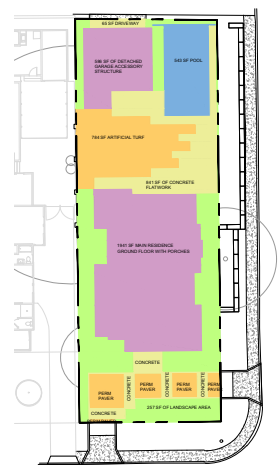 65 SF DRIVEWAY
586 SF OF DETACHED
GARAGE ACCESSORY
STRUCTURE
543 SF POOL
794 SF ARTIFICIAL TURF
941 SF OF CONCRETE
FLATWORK
1941 SF MAIN RESIDENCE
GROUND FLOOR WITH PORCHES
CONCRETE
PERM
PAVER
CONCRETE
PERM
PAVER
CONCRETE
PERM
PAVER
CONCRETE
PERM
PAVER
257 SF OF LANDSCAPE AREA
CONCRETE